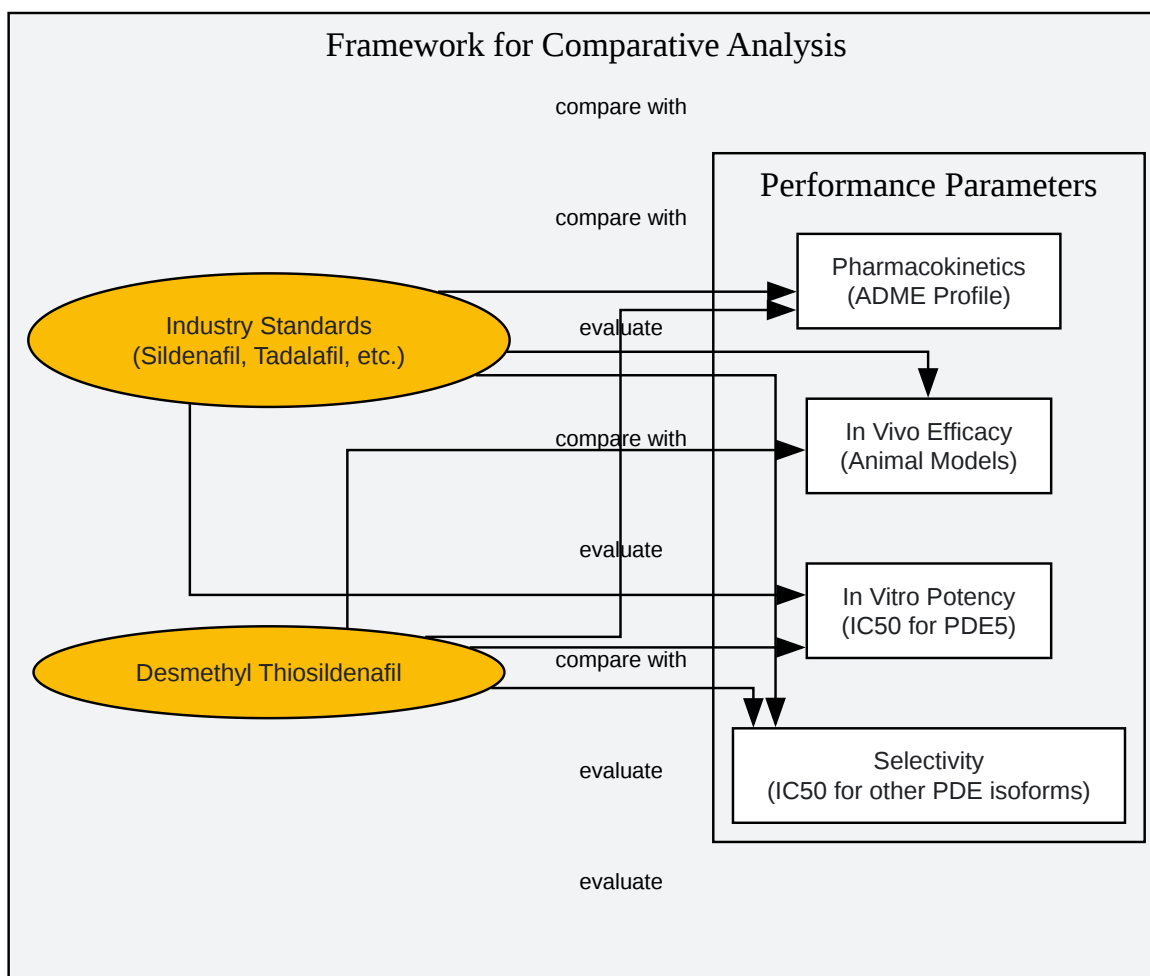 Framework for Comparative Analysis
compare with
Performance Parameters
compare with
Pharmacokinetics
(ADME Profile)
Industry Standards
(Sildenafil, Tadalafil, etc.)
evaluate
In Vivo Efficacy
(Animal Models)
compare with
evaluate
In Vitro Potency
(IC50 for PDE5)
compare with
Desmethyl Thiosildenafil
Selectivity
(IC50 for other PDE isoforms)
evaluate
evaluate